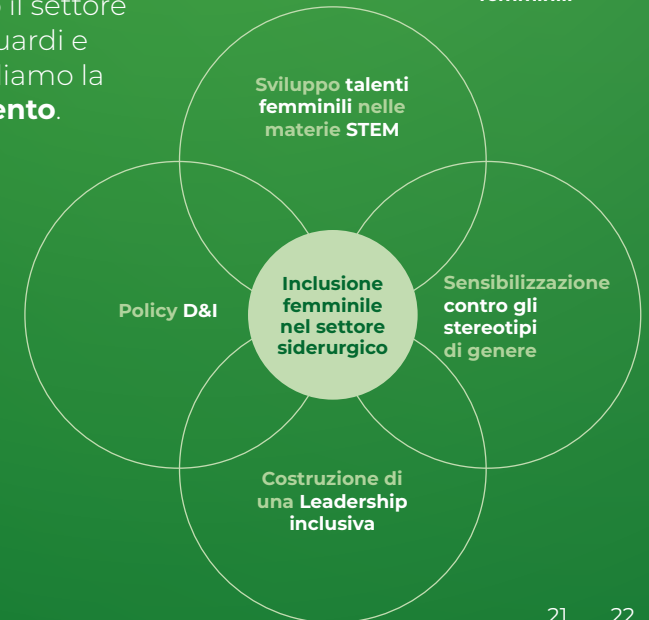 il settore
uardi e
diamo la
ento.
Sviluppo talenti
femminili nelle
materie STEM
Policy D&I
Inclusione
femminile
nel settore
siderurgico
Sensibilizzazione
contro gli
stereotipi
di genere
Costruzione di
una Leadership
inclusiva
21 22